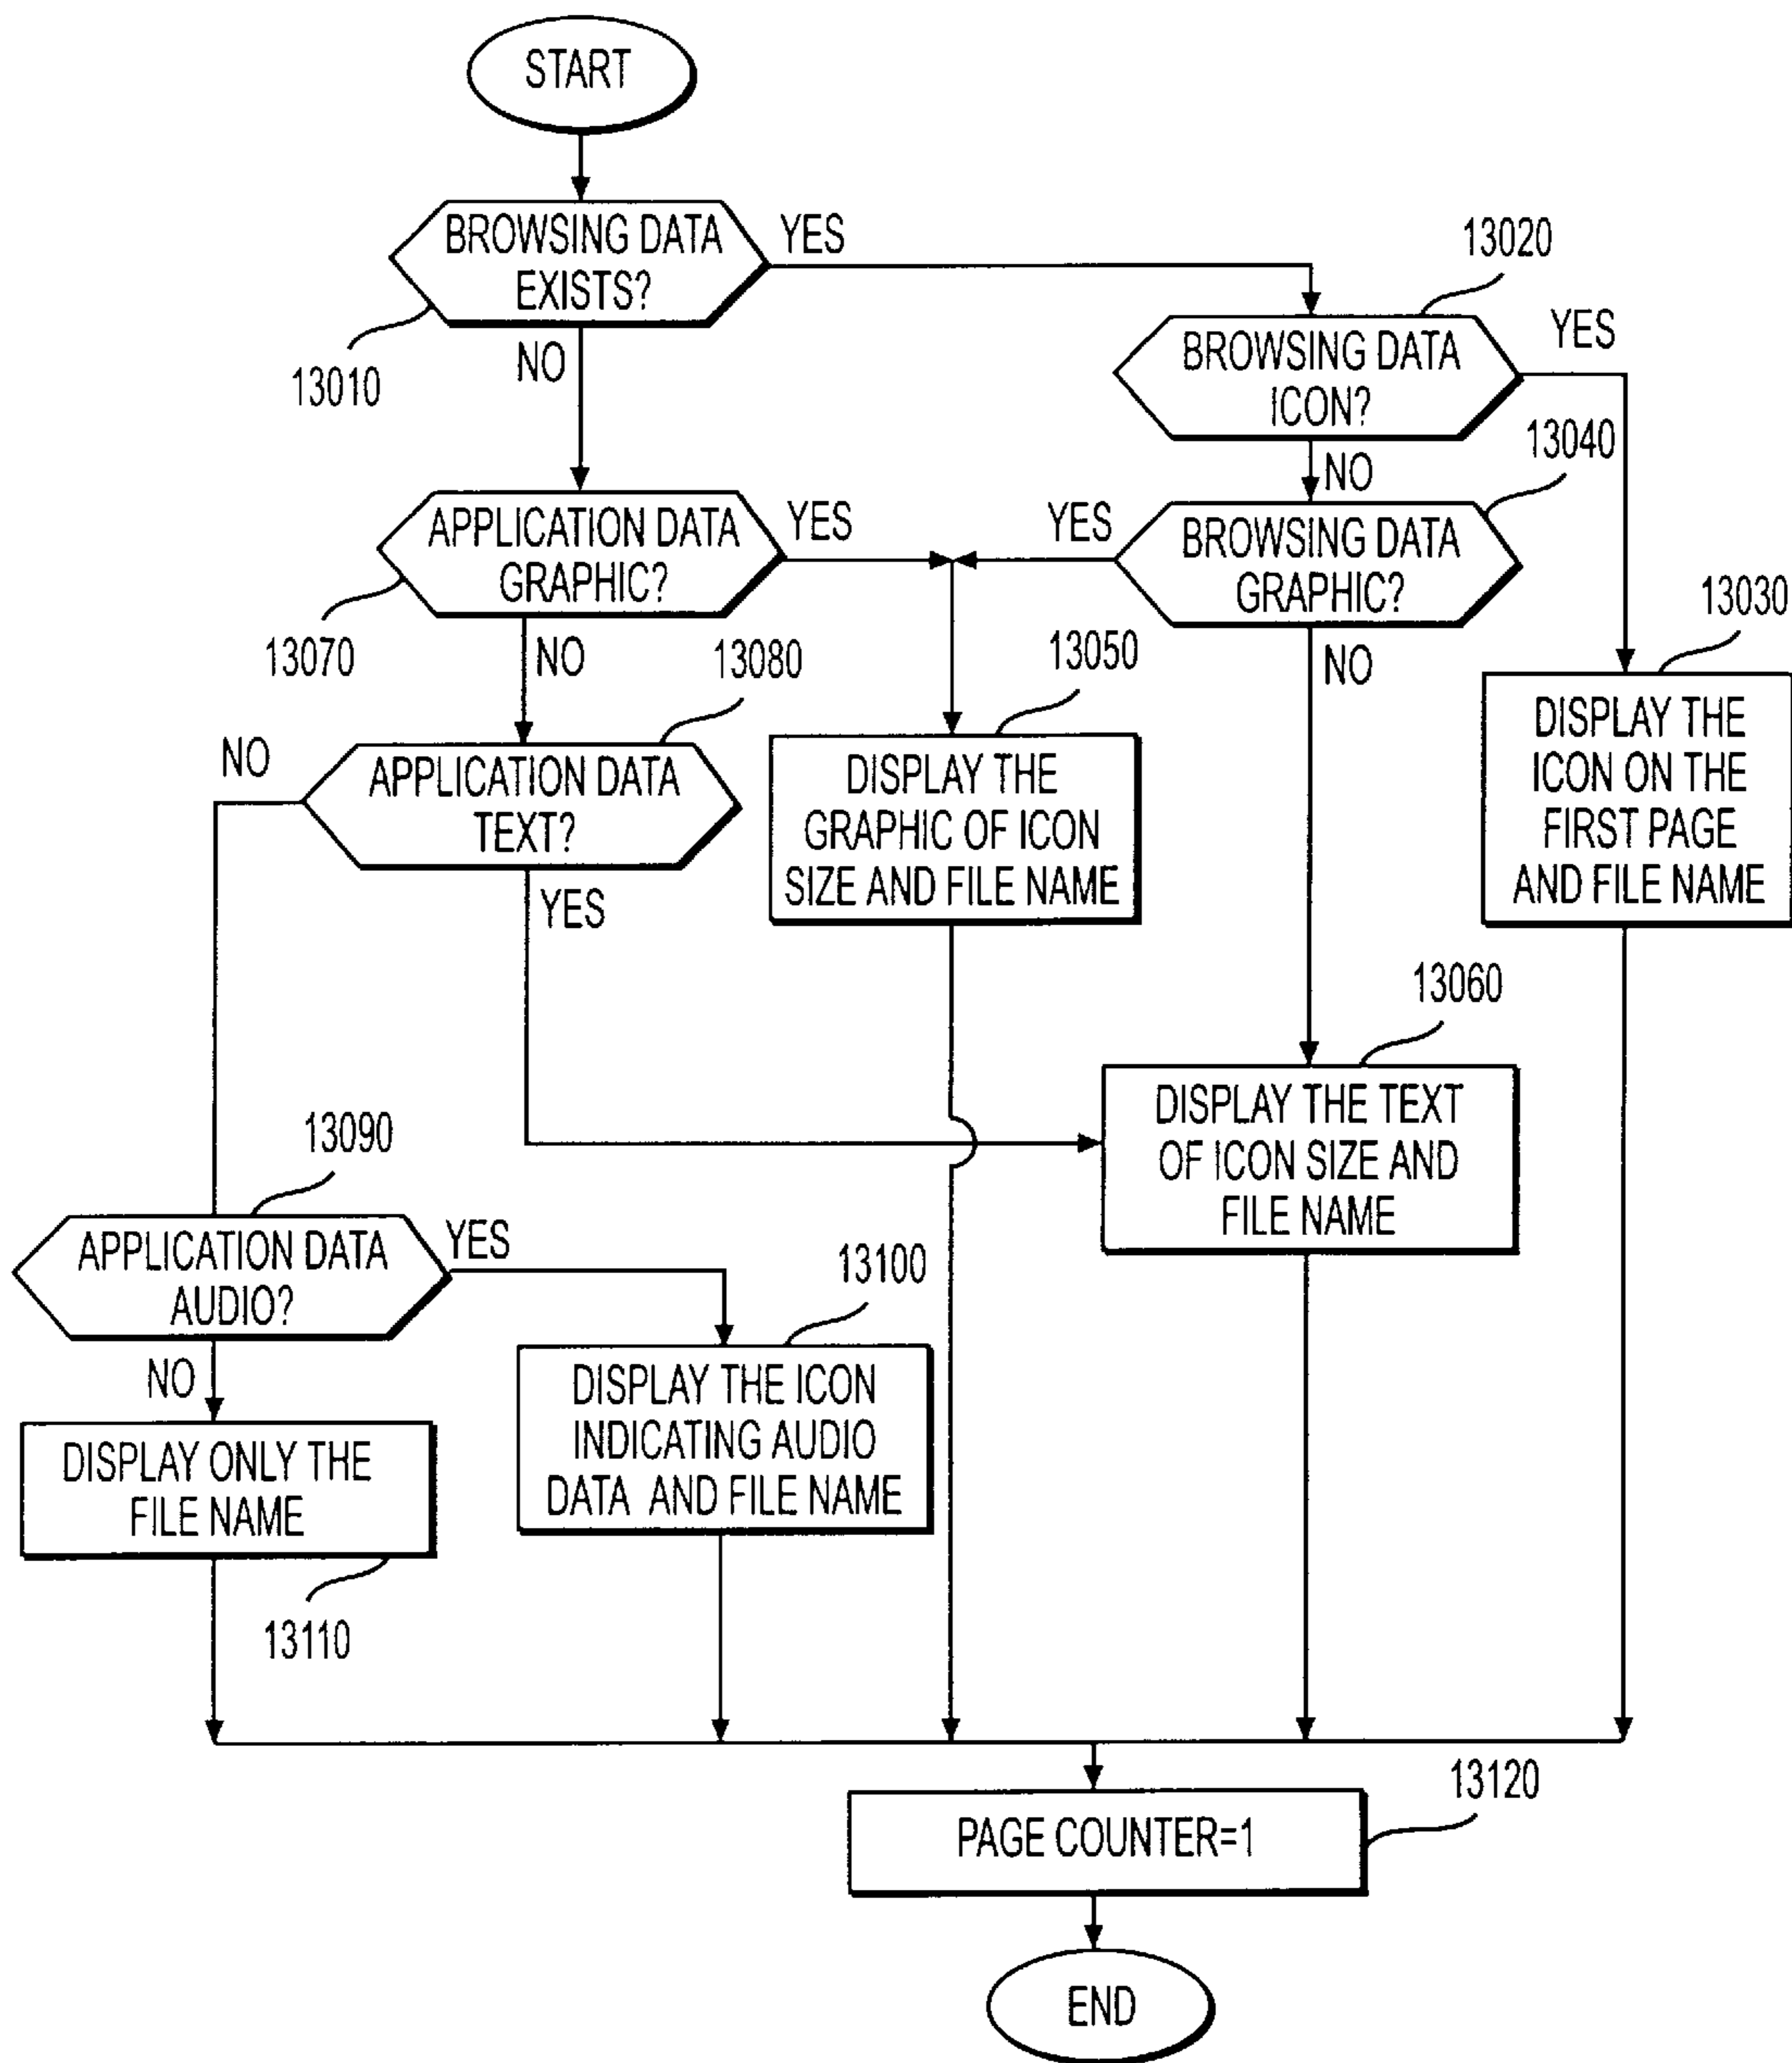 START
BROWSING DATA
EXISTS?
YES
13010
NO
13020
BROWSING DATA
ICON?
YES
NO
13040
APPLICATION DATA
GRAPHIC?
YES
13070
NO
YES
BROWSING DATA
GRAPHIC?
NO
13030
DISPLAY THE
ICON ON THE
FIRST PAGE
AND FILE NAME
13080
NO
APPLICATION DATA
TEXT?
YES
13050
DISPLAY THE
GRAPHIC OF ICON
SIZE AND FILE NAME
13060
DISPLAY THE TEXT
OF ICON SIZE AND
FILE NAME
13090
APPLICATION DATA
AUDIO?
YES
NO
13100
DISPLAY THE ICON
INDICATING AUDIO
DATA AND FILE NAME
DISPLAY ONLY THE
FILE NAME
13110
13120
PAGE COUNTER=1
END